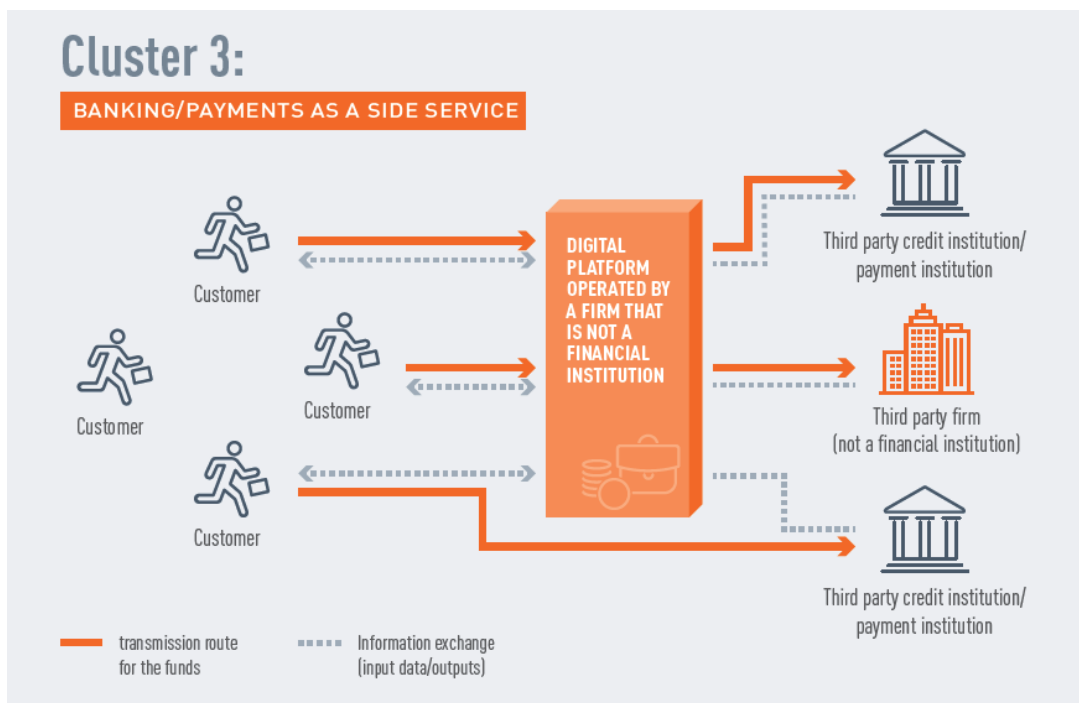 Cluster 3:
BANKING/PAYMENTS AS A SIDE SERVICE
Customer
Customer
Customer
Customer
DIGITAL
PLATFORM
OPERATED BY
A FIRM THAT
IS NOT A
FINANCIAL
INSTITUTION
Third party credit institution/
payment institution
Third party firm
(not a financial institution)
Third party credit institution/
payment institution
transmission route
for the funds
Information exchange
(input data/outputs)